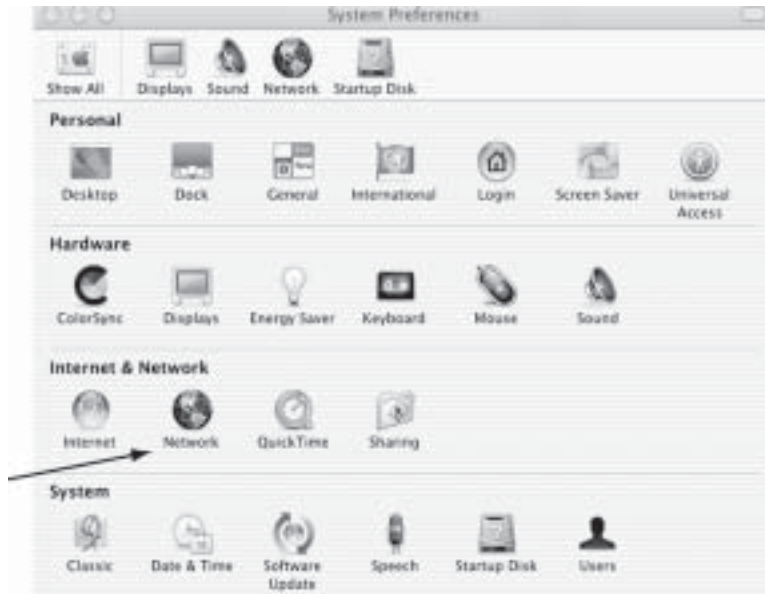 System Preferences
Show All Displays Sound Network Startup Disk
Personal
Desktop Dock General International Login Screen Saver Universal Access
Hardware
ColorSync Displays Energy Saver Keyboard Mouse Sound
Internet & Network
Internet Network QuickTime Sharing
System
Classic Date & Time Software Update Speech Startup Disk Users